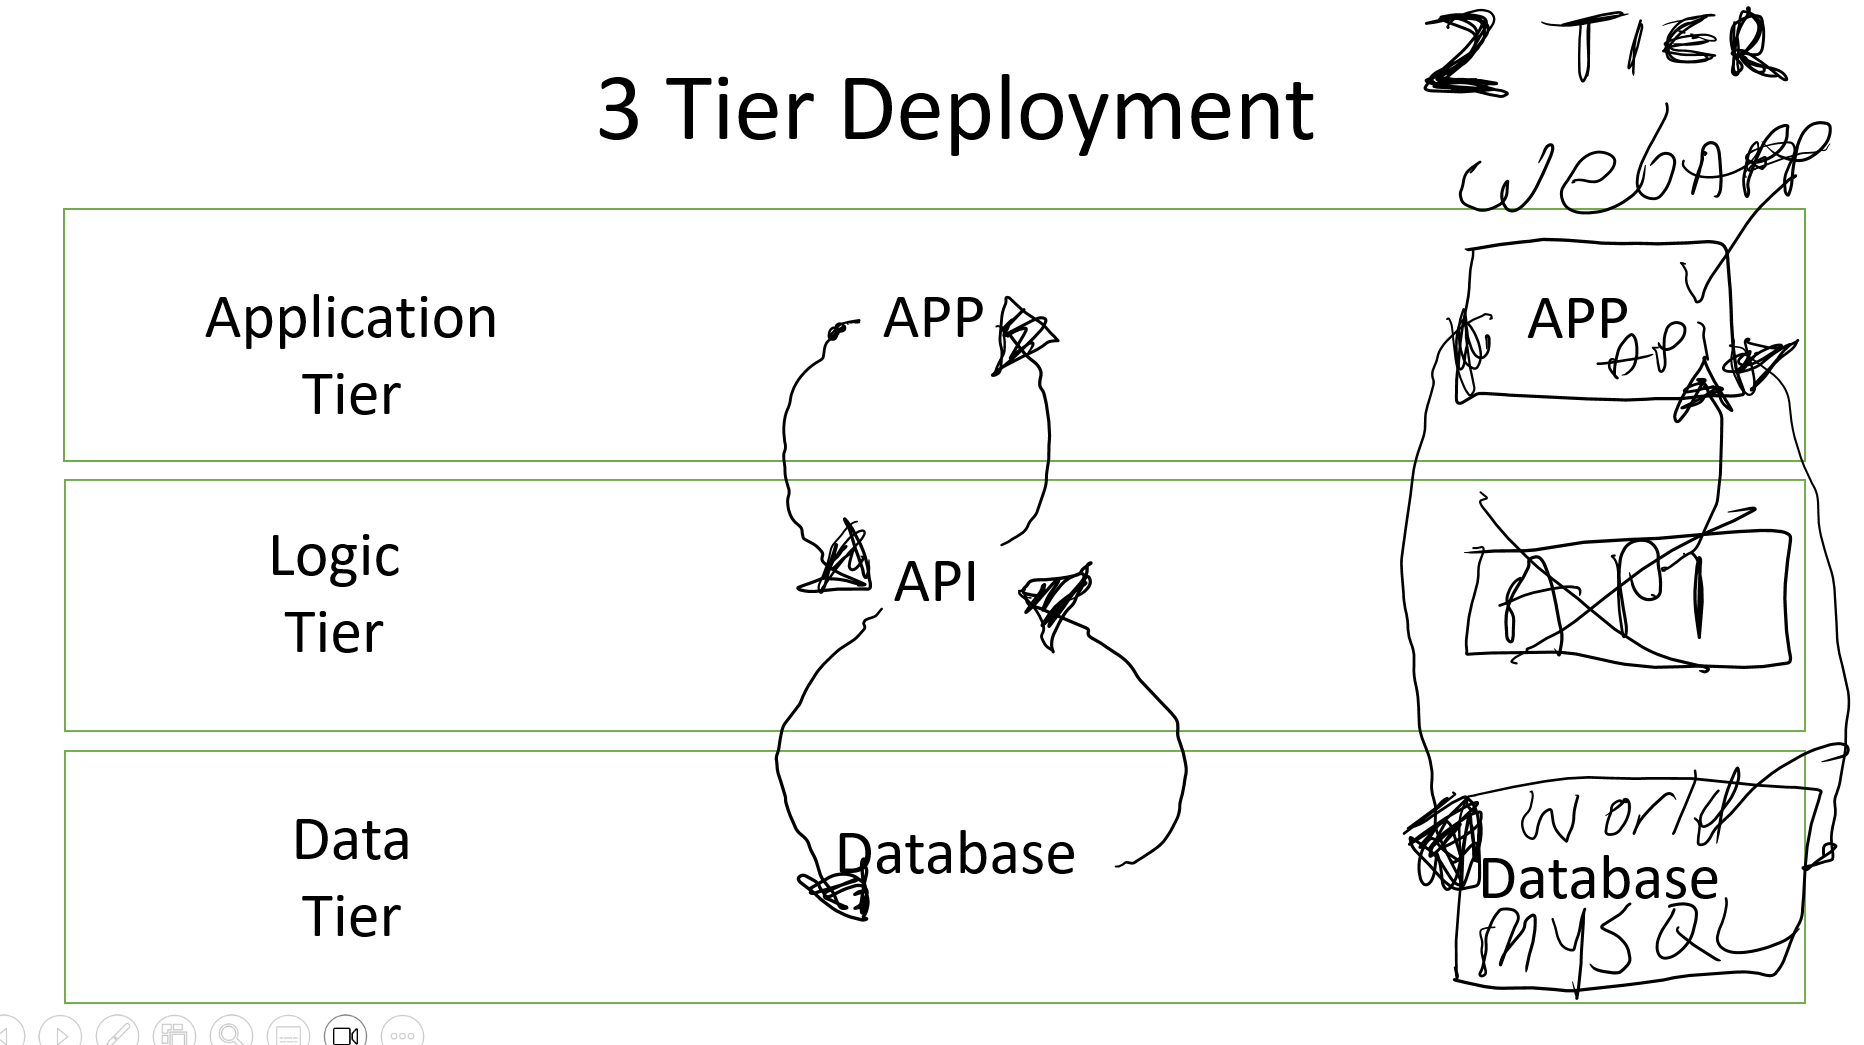 2 TIER
3 Tier Deployment
WebAPP
Application
Tier
APP
APP
API
Logic
Tier
API
API
Data
Tier
Database
World
Database
MYSQL